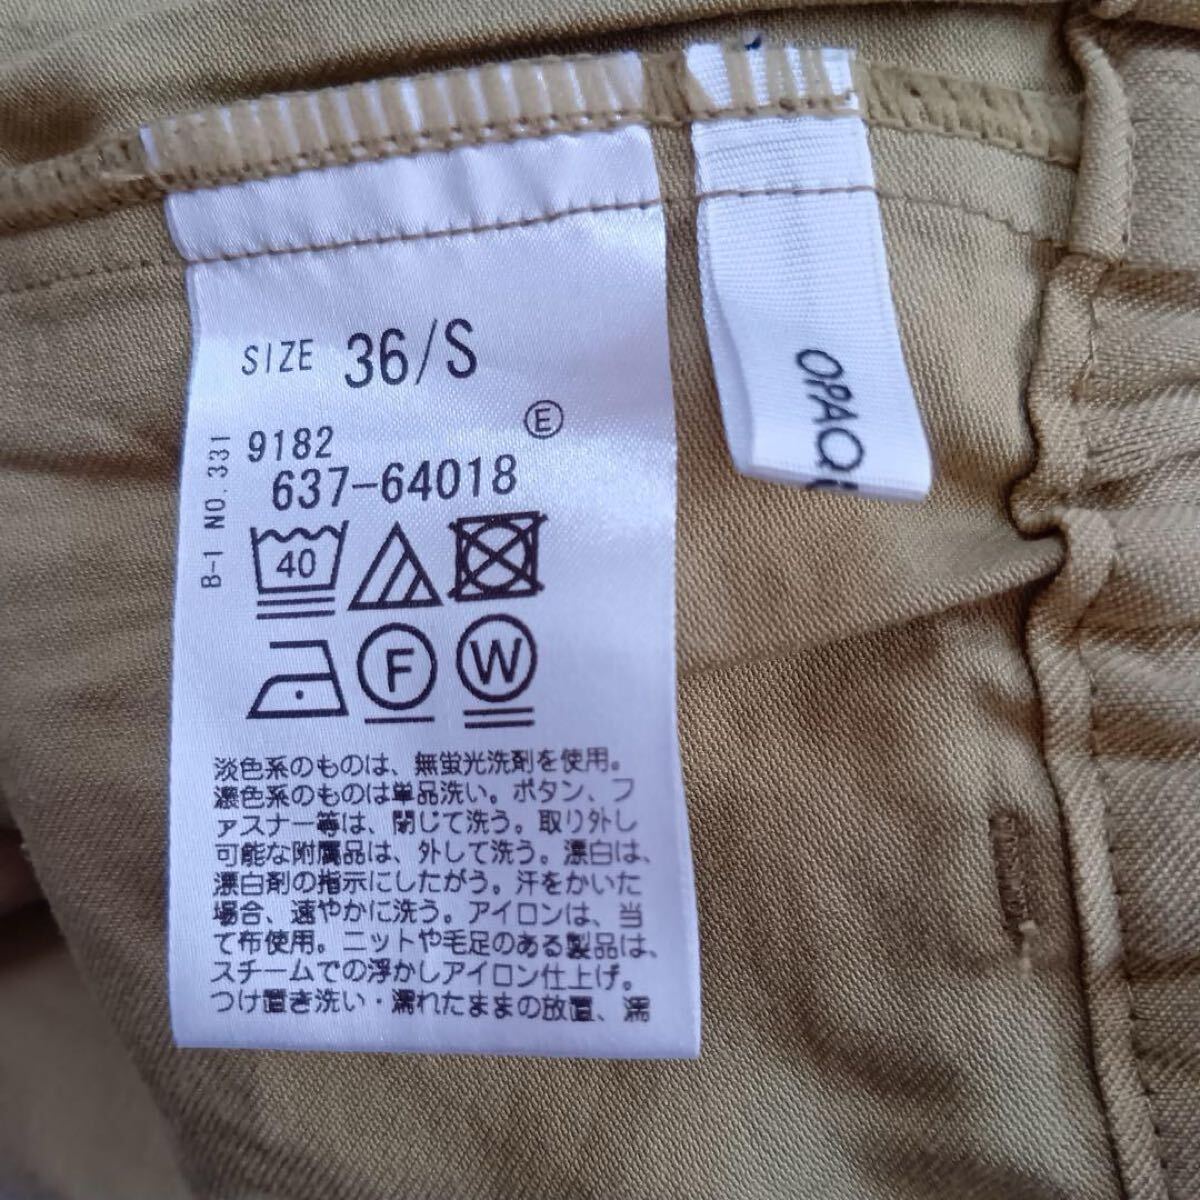 SIZE 36/S
E
9182
637-64018
B-1 NO.331
40
F
W
淡色系のものは、無蛍光洗剤を使用。
濃色系のものは単品洗い。ボタン、フ
ァスナー等は、閉じて洗う。取り外し
可能な附属品は、外して洗う。漂白は、
漂白剤の指示にしたがう。汗をかいた
場合、速やかに洗う。アイロンは、当
て布使用。ニットや毛足のある製品は、
スチームでの浮かしアイロン仕上げ。
つけ置き洗い・濡れたままの放置、濡
OPAQ